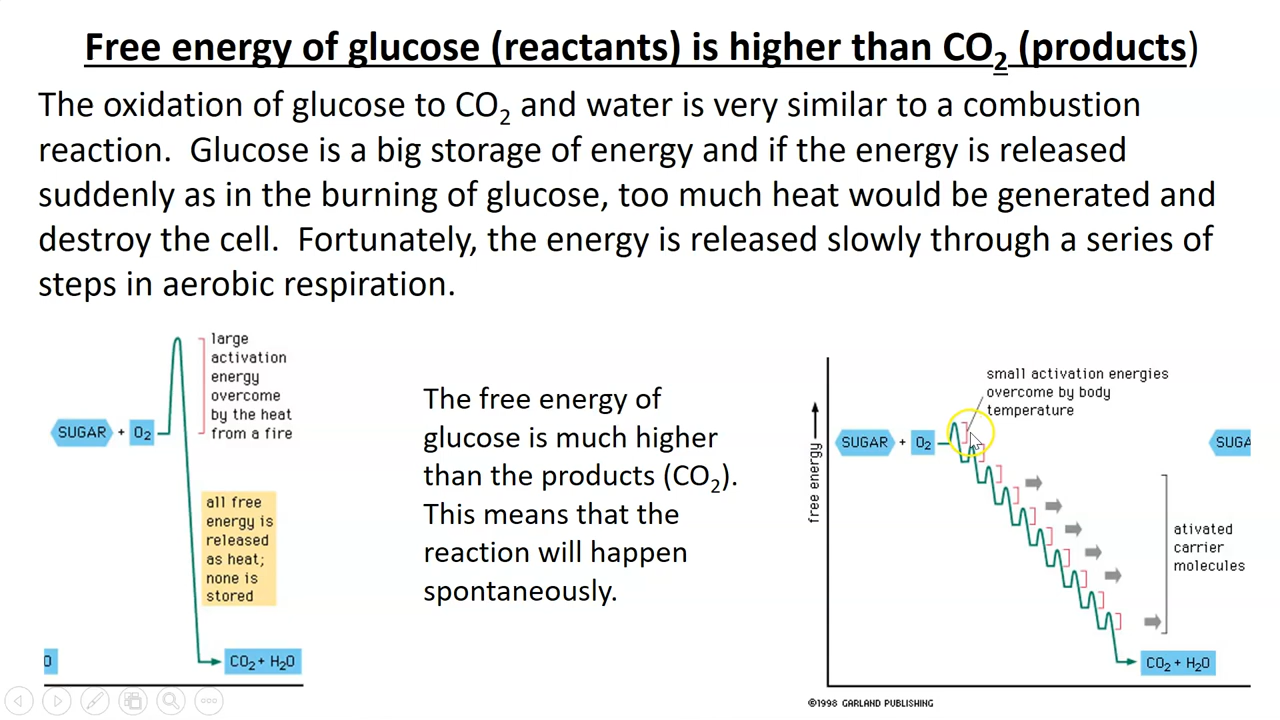 Free energy of glucose (reactants) is higher than CO2 (products)
The oxidation of glucose to CO2 and water is very similar to a combustion
reaction. Glucose is a big storage of energy and if the energy is released
suddenly as in the burning of glucose, too much heat would be generated and
destroy the cell. Fortunately, the energy is released slowly through a series of
steps in aerobic respiration.
large
activation
energy
overcome
by the heat
from a fire
SUGAR + O2
all free
energy is
released
as heat;
none is
stored
O
CO2 + H2O
The free energy of
glucose is much higher
than the products (CO2).
This means that the
reaction will happen
spontaneously.
small activation energies
overcome by body
temperature
free energy
SUGAR + O2
SUGA
ativated
carrier
molecules
CO2 + H2O
©1998 GARLAND PUBLISHING